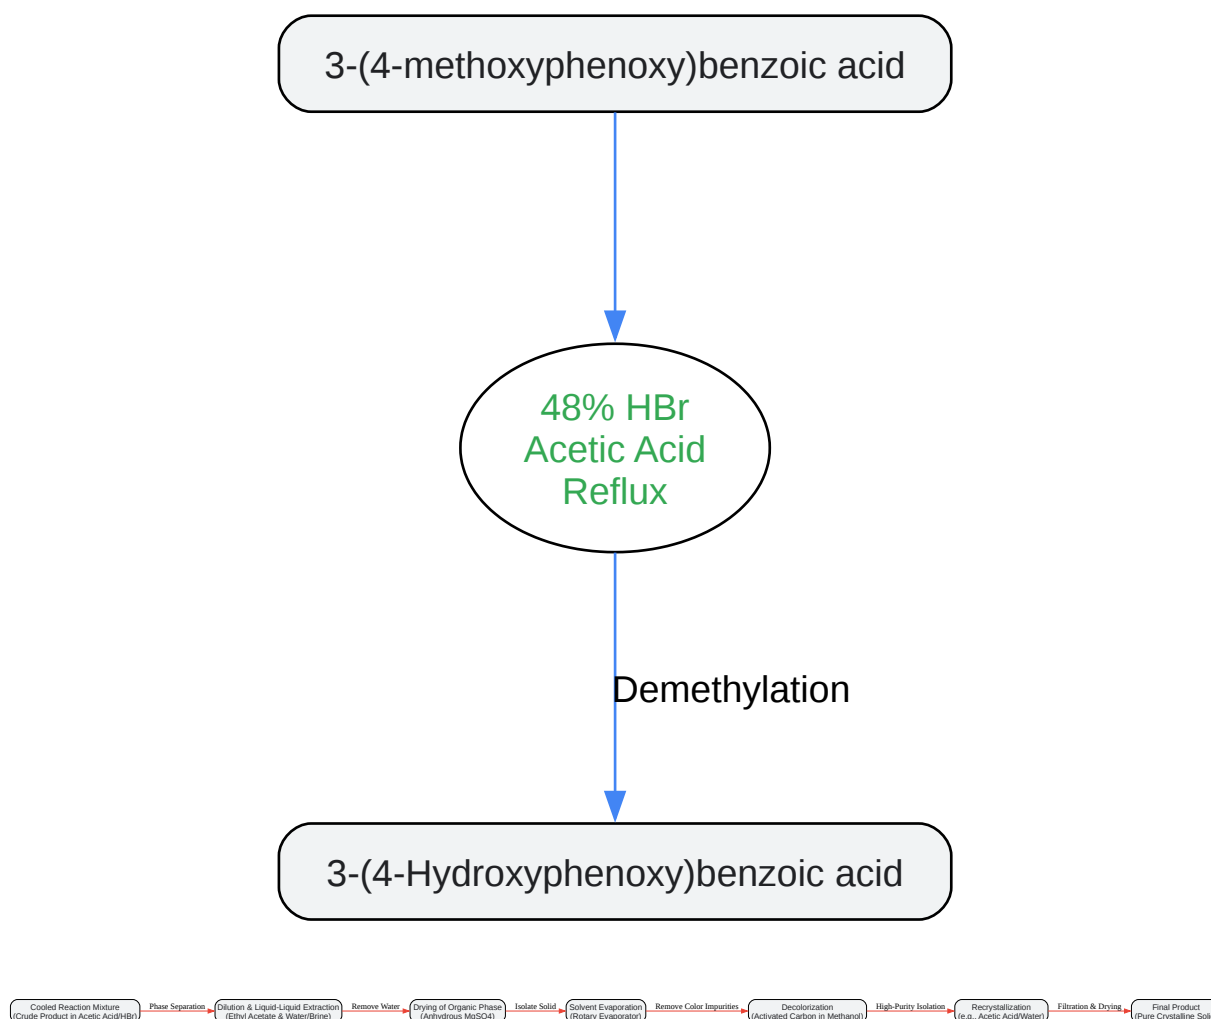 3-(4-methoxyphenoxy)benzoic acid
48% HBr
Acetic Acid
Reflux
Demethylation
3-(4-Hydroxyphenoxy)benzoic acid
Cooled Reaction Mixture
(Crude Product in Acetic Acid/HBr)
Phase Separation
Dilution & Liquid-Liquid Extraction
(Ethyl Acetate & Water/Brine)
Remove Water
Drying of Organic Phase
(Anhydrous MgSO4)
Isolate Solid
Solvent Evaporation
(Rotary Evaporator)
Remove Color Impurities
Decolorization
(Activated Carbon in Methanol)
High-Purity Isolation
Recrystallization
(e.g., Acetic Acid/Water)
Filtration & Drying
Final Product
(Pure Crystalline Soli